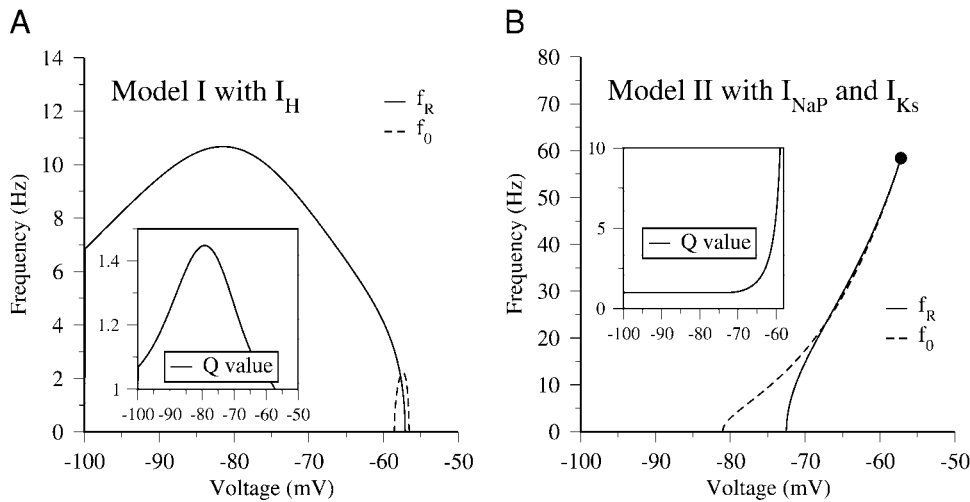 A
14
12
10
8
6
4
2
0
Frequency (Hz)
Model I with I_H
f_R
f_0
1.4
1.2
1
Q value
-100 -90 -80 -70 -60 -50
-100 -90 -80 -70 -60 -50
Voltage (mV)
B
80
70
60
50
40
30
20
10
0
Frequency (Hz)
Model II with I_NaP and I_Ks
10
5
0
Q value
-100 -90 -80 -70 -60
f_R
f_0
-100 -90 -80 -70 -60 -50
Voltage (mV)